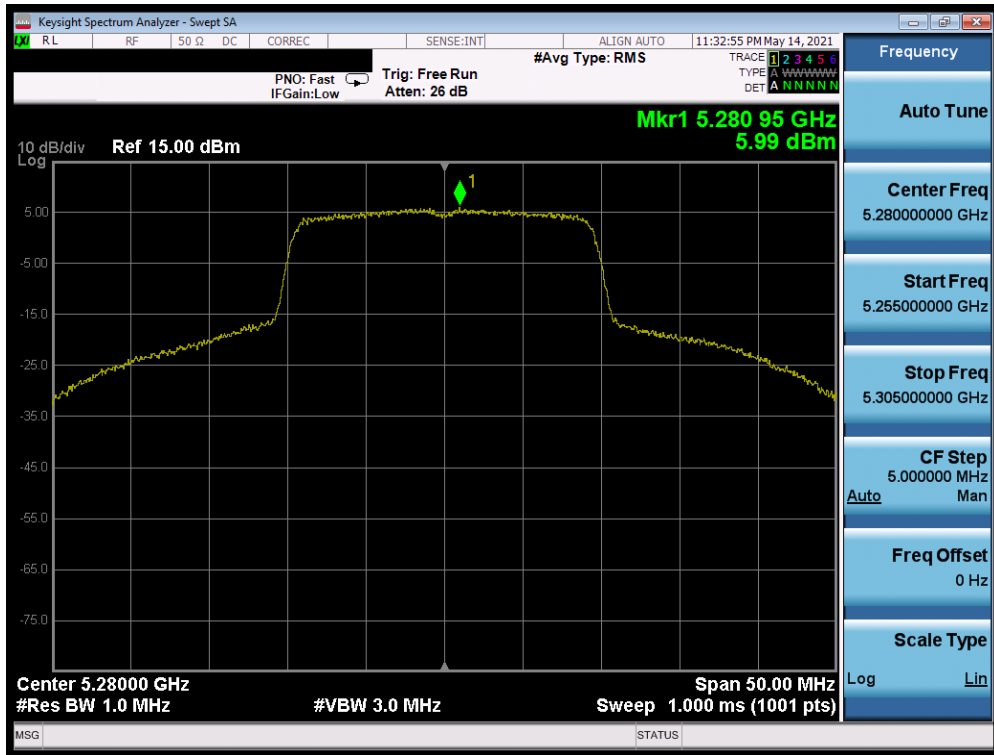 Keysight Spectrum Analyzer - Swept SA
LXI RL RF 50 Ω DC CORREC SENSE:INT ALIGN AUTO 11:32:55 PM May 14, 2021
#Avg Type: RMS
TRACE 1 2 3 4 5 6
PNO: Fast Trig: Free Run
TYPE A WWWWW
IFGain:Low Atten: 26 dB
DET A N N N N N
Mkr1 5.280 95 GHz
5.99 dBm
10 dB/div Ref 15.00 dBm
Log
1
5.00
-5.00
-15.0
-25.0
-35.0
-45.0
-55.0
-65.0
-75.0
Center 5.28000 GHz Span 50.00 MHz
#Res BW 1.0 MHz #VBW 3.0 MHz Sweep 1.000 ms (1001 pts)
MSG STATUS
Frequency
Auto Tune
Center Freq
5.280000000 GHz
Start Freq
5.255000000 GHz
Stop Freq
5.305000000 GHz
CF Step
5.000000 MHz
Auto Man
Freq Offset
0 Hz
Scale Type
Log Lin